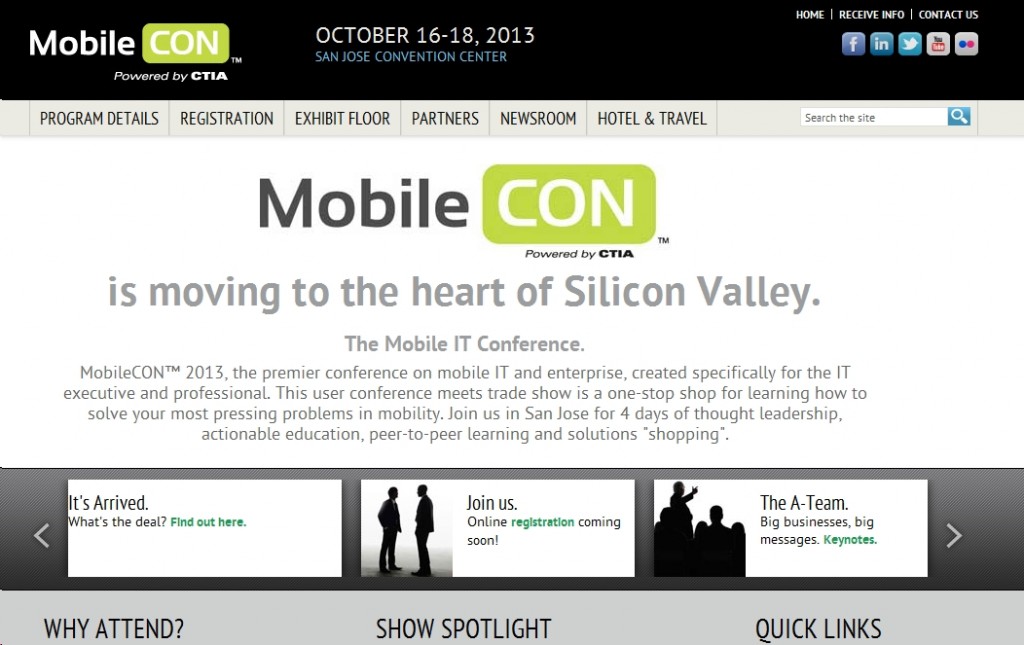 HOME | RECEIVE INFO | CONTACT US
Mobile CON™
Powered by CTIA
OCTOBER 16-18, 2013
SAN JOSE CONVENTION CENTER
PROGRAM DETAILS
REGISTRATION
EXHIBIT FLOOR
PARTNERS
NEWSROOM
HOTEL & TRAVEL
Search the site
Mobile CON™
Powered by CTIA
is moving to the heart of Silicon Valley.
The Mobile IT Conference.
MobileCON™ 2013, the premier conference on mobile IT and enterprise, created specifically for the IT
executive and professional. This user conference meets trade show is a one-stop shop for learning how to
solve your most pressing problems in mobility. Join us in San Jose for 4 days of thought leadership,
actionable education, peer-to-peer learning and solutions "shopping".
It's Arrived.
What's the deal? Find out here.
Join us.
Online registration coming
soon!
The A-Team.
Big businesses, big
messages. Keynotes.
WHY ATTEND?
SHOW SPOTLIGHT
QUICK LINKS